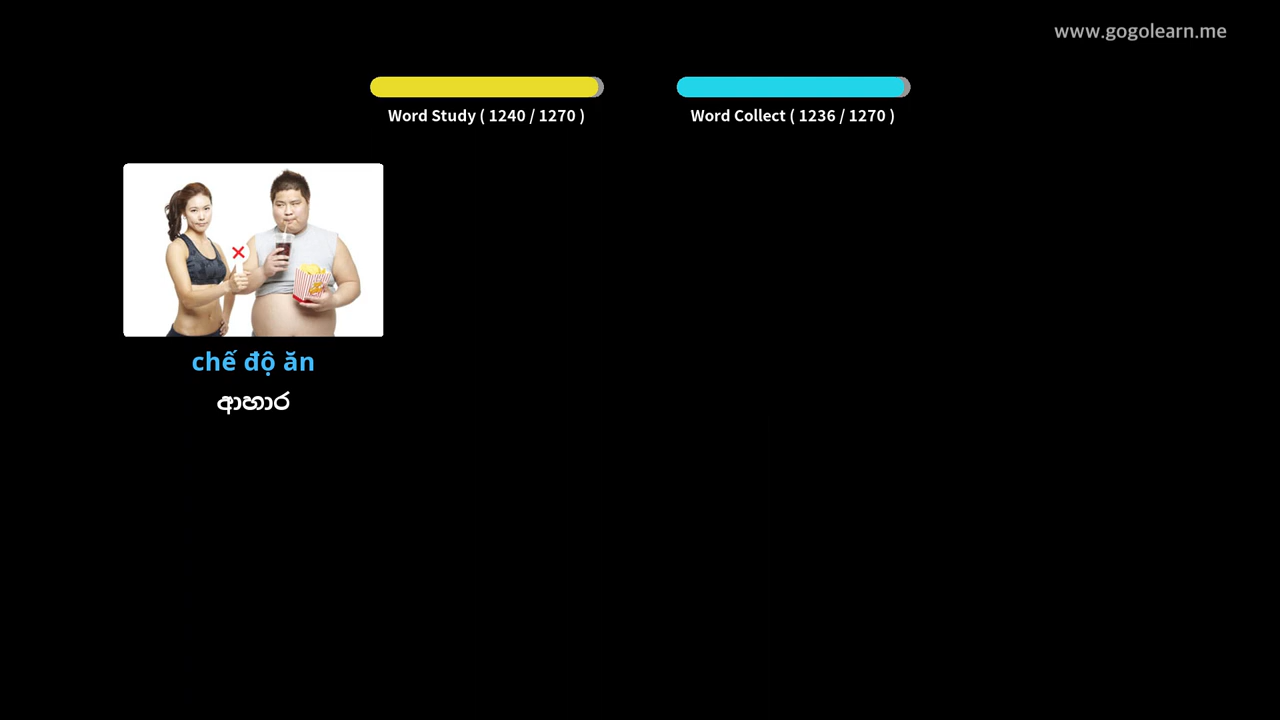 www.gogolearn.me
Word Study ( 1240 / 1270 )
Word Collect ( 1236 / 1270 )
chế độ ăn
ආහාර